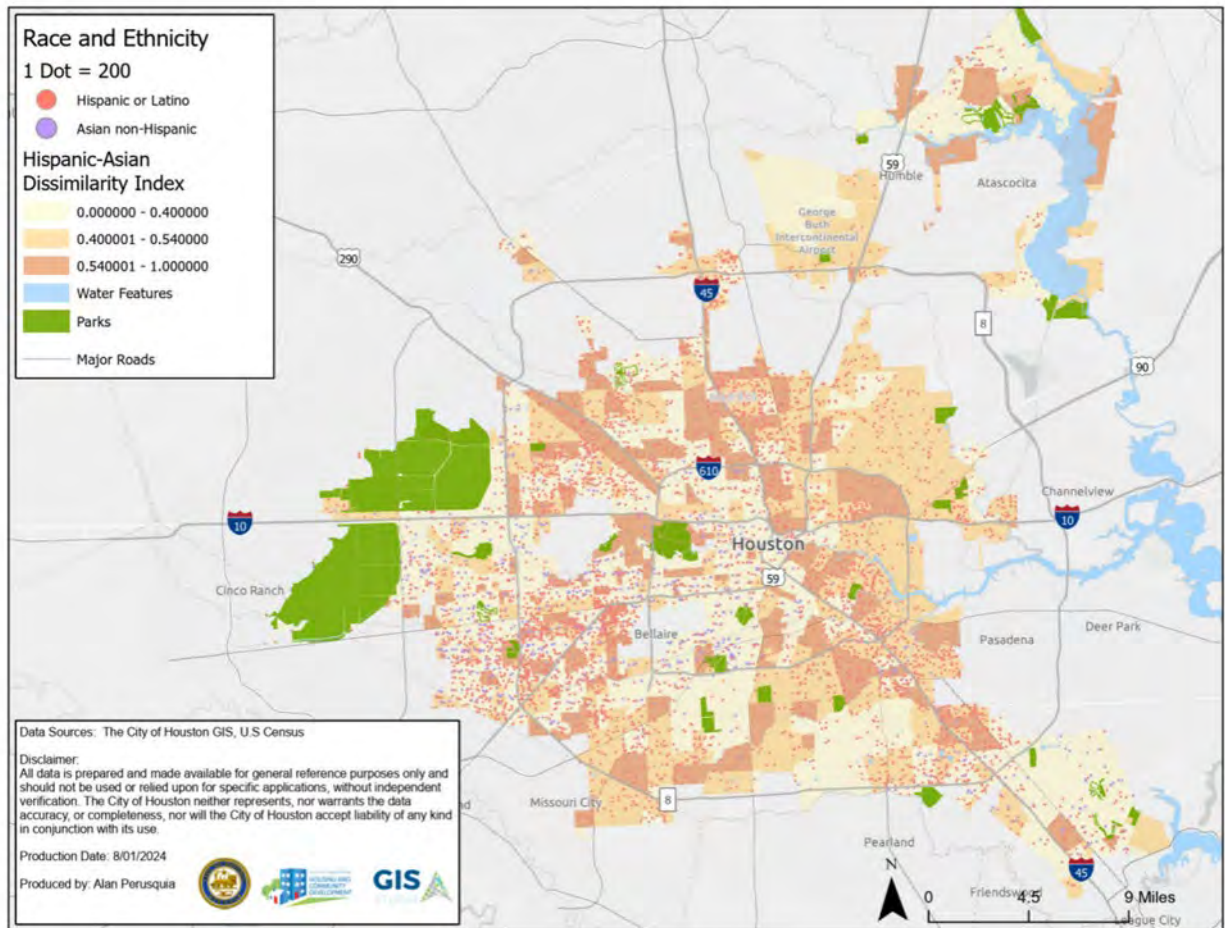 Race and Ethnicity
1 Dot = 200
Hispanic or Latino
Asian non-Hispanic
Hispanic-Asian
Dissimilarity Index
0.000000 - 0.400000
0.400001 - 0.540000
0.540001 - 1.000000
Water Features
Parks
Major Roads
59
Humble
Atascocita
George
Bush
Intercontinental
Airport
290
45
8
90
610
Channelview
10
10
Houston
59
Cinco Ranch
Bellaire
Pasadena
Deer Park
Missouri City
8
Pearland
45
Friendswood
League City
N
0 4.5 9 Miles
Data Sources: The City of Houston GIS, U.S Census
Disclaimer:
All data is prepared and made available for general reference purposes only and
should not be used or relied upon for specific applications, without independent
verification. The City of Houston neither represents, nor warrants the data
accuracy, or completeness, nor will the City of Houston accept liability of any kind
in conjunction with its use.
Production Date: 8/01/2024
Produced by: Alan Perusquia
HOUSING AND
COMMUNITY
DEVELOPMENT
GIS